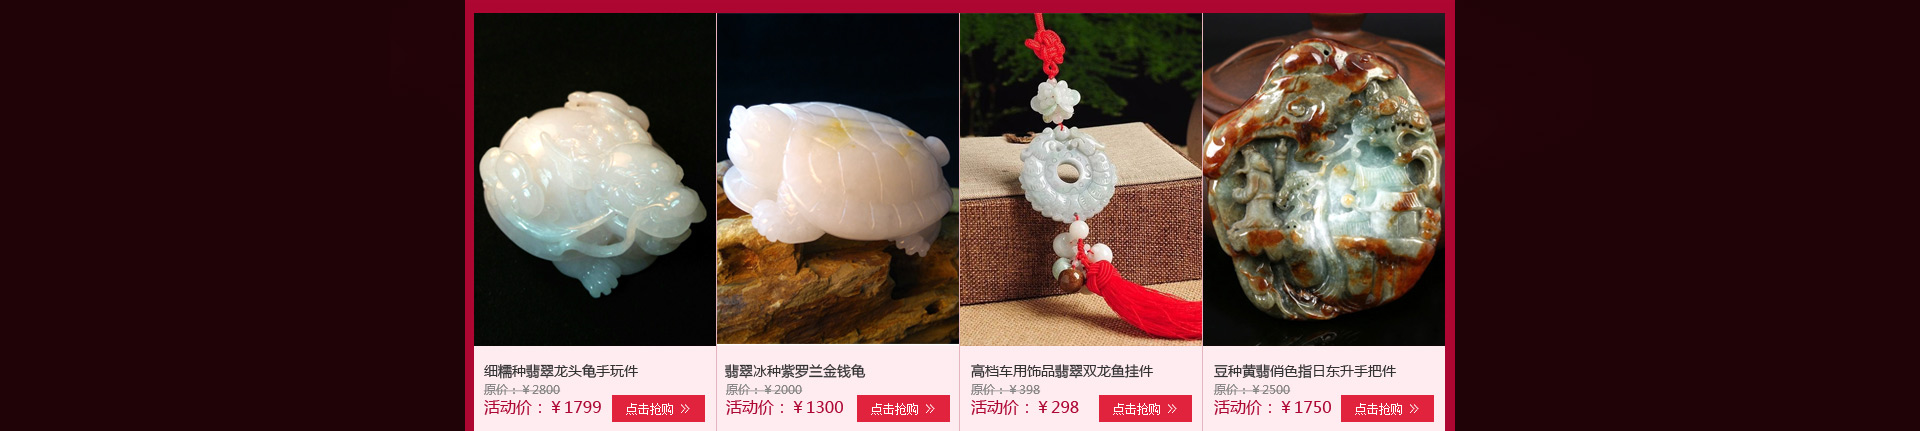 细糯种翡翠龙头龟手玩件
原价：￥2800
活动价：￥1799
点击抢购 »
翡翠冰种紫罗兰金钱龟
原价：￥2000
活动价：￥1300
点击抢购 »
高档车用饰品翡翠双龙鱼挂件
原价：￥398
活动价：￥298
点击抢购 »
豆种黄翡俏色指日东升手把件
原价：￥2500
活动价：￥1750
点击抢购 »